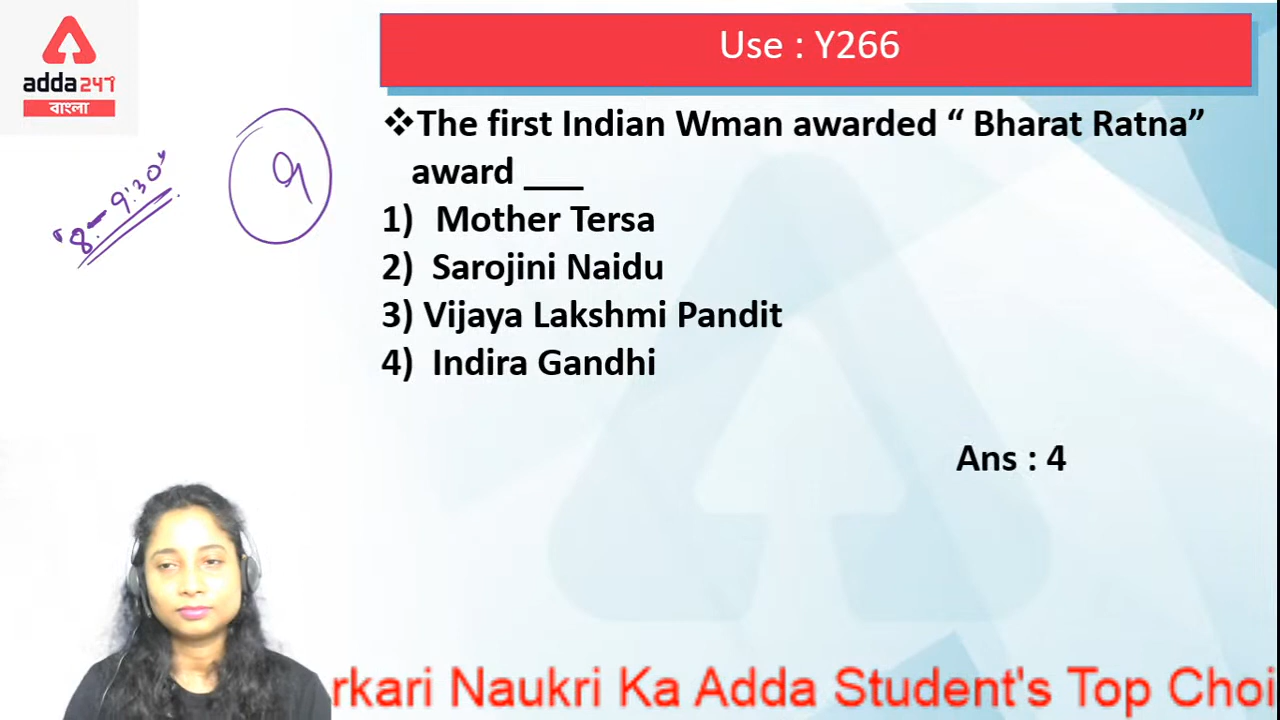 adda247
বাংলা
Use : Y266
❖The first Indian Wman awarded “ Bharat Ratna”
award ___
1) Mother Tersa
2) Sarojini Naidu
3) Vijaya Lakshmi Pandit
4) Indira Gandhi
Ans : 4
"8 - 9:30"
9
rkari Naukri Ka Adda Student's Top Choi